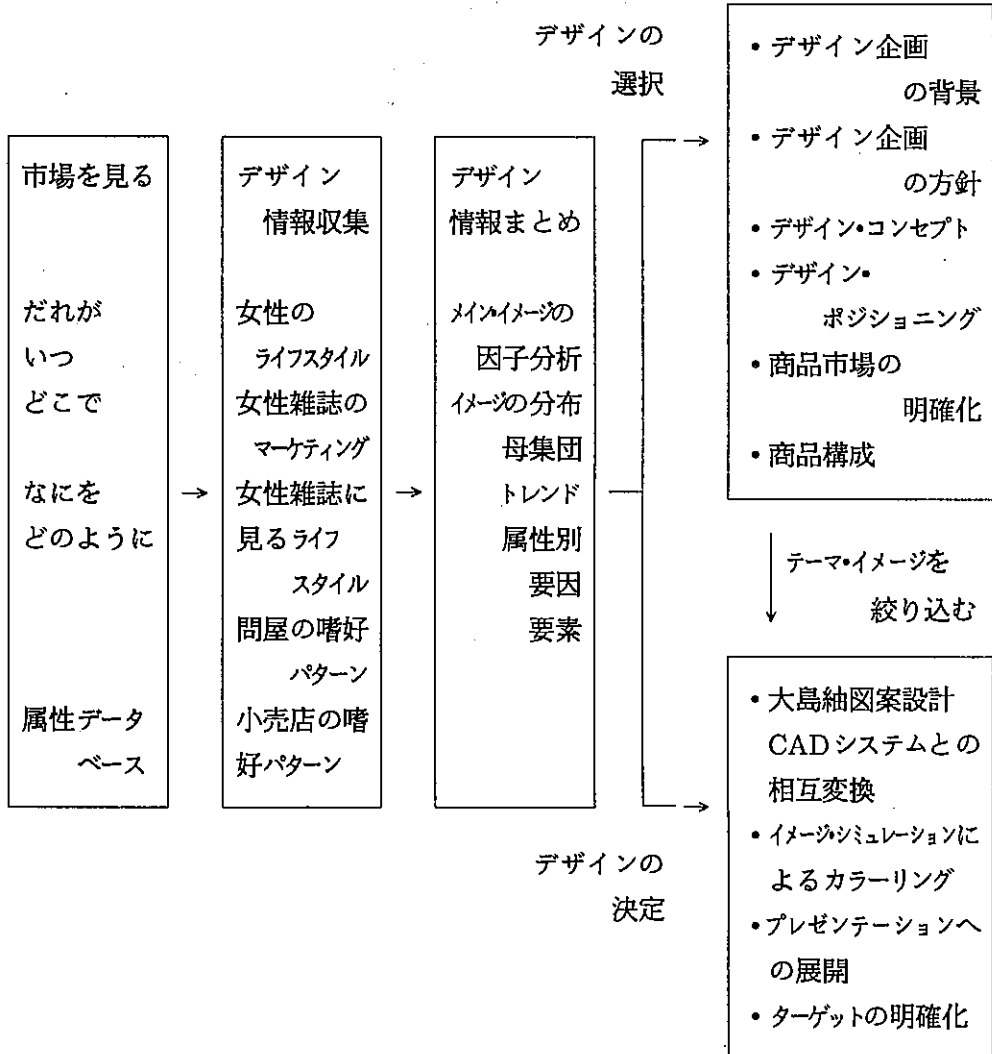 市場を見る
だれが
いつ
どこで
なにを
どのように
属性データ
ベース
→
デザイン
情報収集
女性の
ライフスタイル
女性雑誌の
マーケティング
女性雑誌に
見るライフ
スタイル
問屋の嗜好
パターン
小売店の嗜
好パターン
→
デザイン
情報まとめ
メイン・イメージの
因子分析
イメージの分布
母集団
トレンド
属性別
要因
要素
デザインの
選択
→
・デザイン企画
の背景
・デザイン企画
の方針
・デザイン・コンセプト
・デザイン・
ポジショニング
・商品市場の
明確化
・商品構成
↓
テーマ・イメージを
絞り込む
デザインの
決定
→
・大島紬図案設計
CADシステムとの
相互変換
・イメージ・シミュレーションに
よるカラーリング
・プレゼンテーションへ
の展開
・ターゲットの明確化